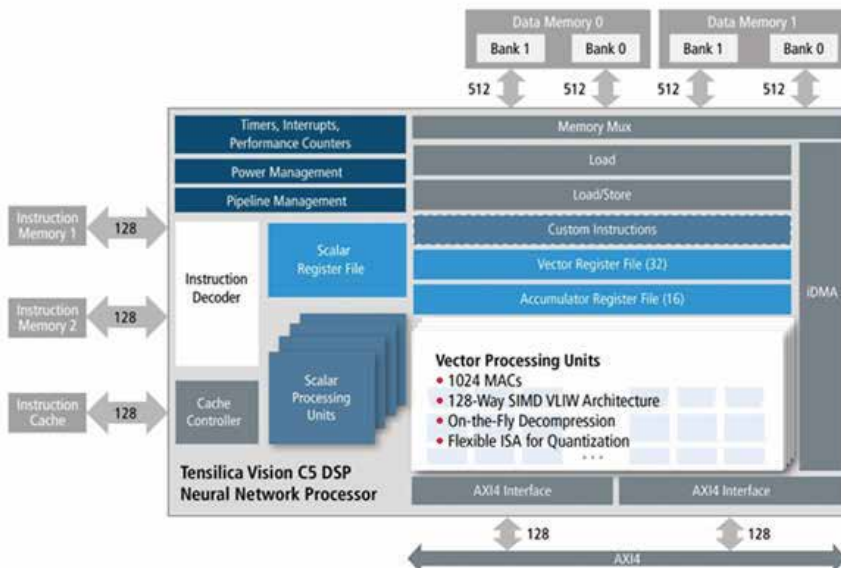 Data Memory 0
Bank 1
Bank 0
Data Memory 1
Bank 1
Bank 0
512
512
512
512
Timers, Interrupts,
Performance Counters
Power Management
Pipeline Management
Memory Mux
Load
Load/Store
Custom Instructions
Vector Register File (32)
Accumulator Register File (16)
iDMA
Instruction
Memory 1
128
Instruction
Memory 2
128
Instruction
Cache
128
Instruction
Decoder
Scalar
Register File
Cache
Controller
Scalar
Processing
Units
Vector Processing Units
• 1024 MACs
• 128-Way SIMD VLIW Architecture
• On-the-Fly Decompression
• Flexible ISA for Quantization
...
Tensilica Vision C5 DSP
Neural Network Processor
AXI4 Interface
AXI4 Interface
128
128
AXI4